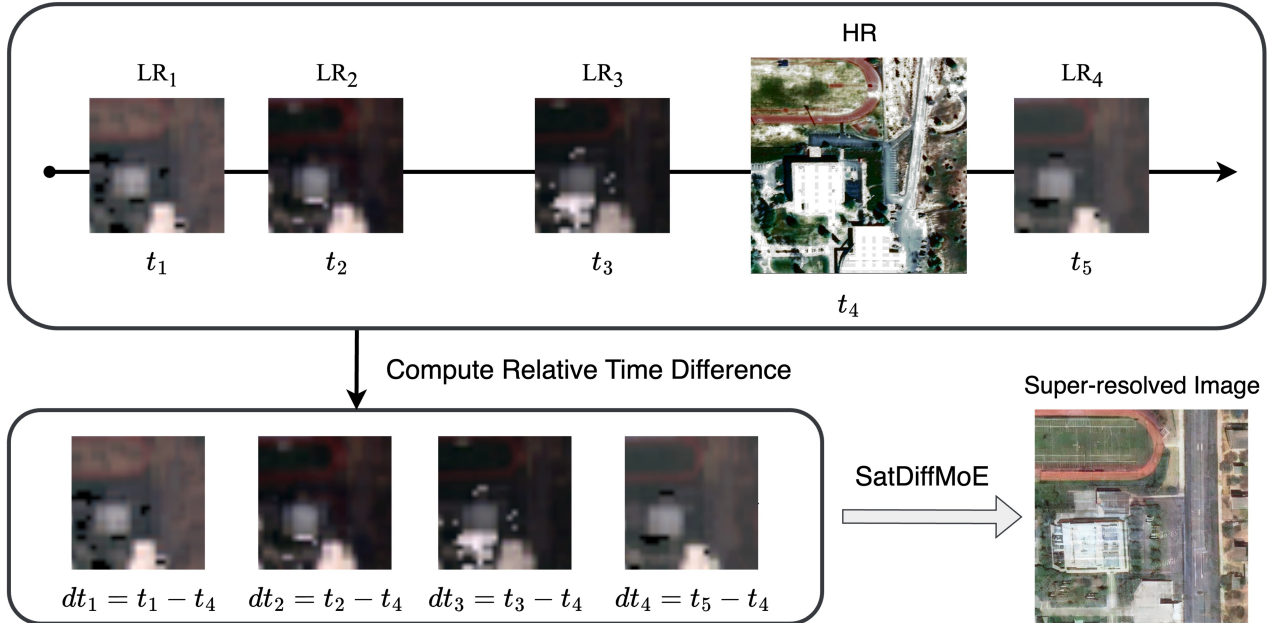 HR
LR₁ LR₂ LR₃ LR₄
t₁ t₂ t₃ t₅
t₄
Compute Relative Time Difference
Super-resolved Image
SatDiffMoE
dt₁ = t₁ − t₄ dt₂ = t₂ − t₄ dt₃ = t₃ − t₄ dt₄ = t₅ − t₄